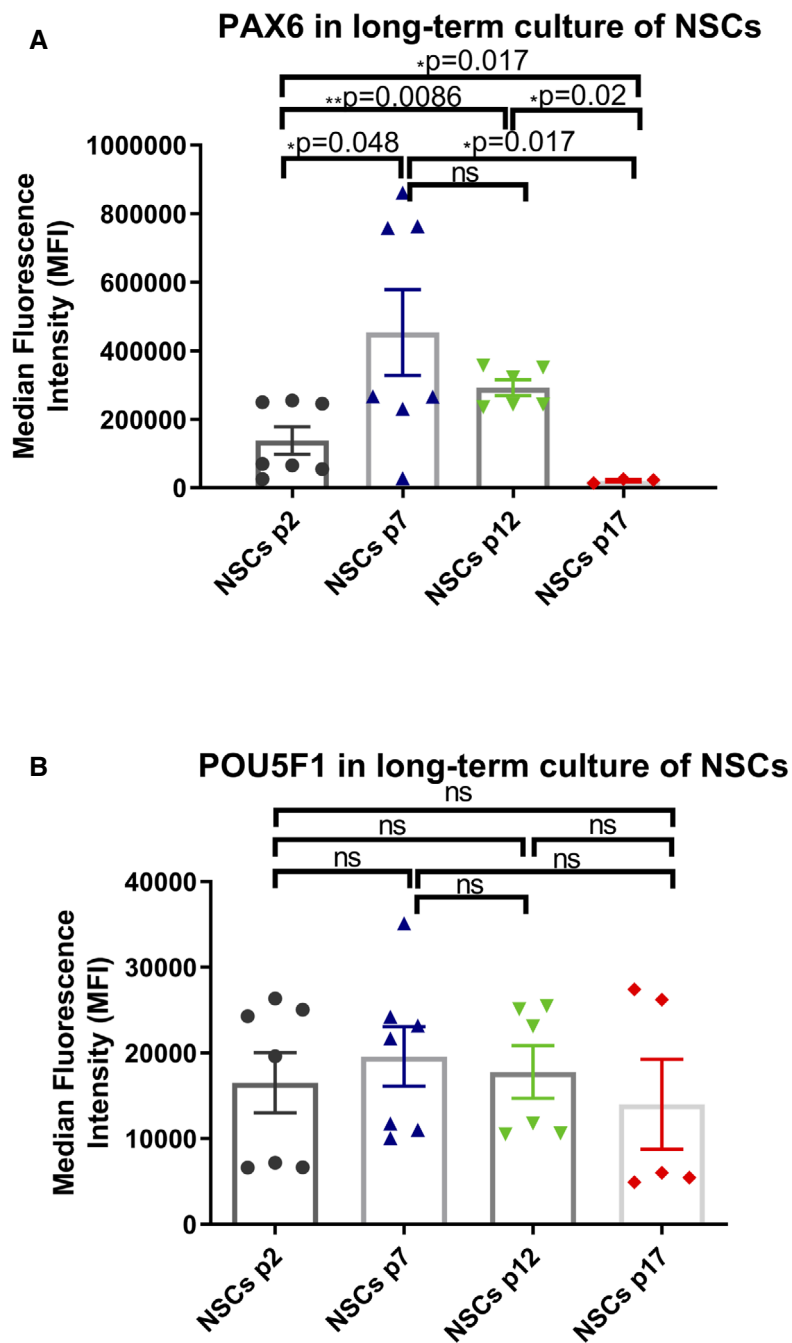 A
PAX6 in long-term culture of NSCs
*p=0.017
**p=0.0086
*p=0.02
*p=0.048
*p=0.017
ns
Median Fluorescence
Intensity (MFI)
1000000
800000
600000
400000
200000
0
NSCs p2
NSCs p7
NSCs p12
NSCs p17
B
POU5F1 in long-term culture of NSCs
ns
ns
ns
ns
ns
ns
Median Fluorescence
Intensity (MFI)
40000
30000
20000
10000
0
NSCs p2
NSCs p7
NSCs p12
NSCs p17